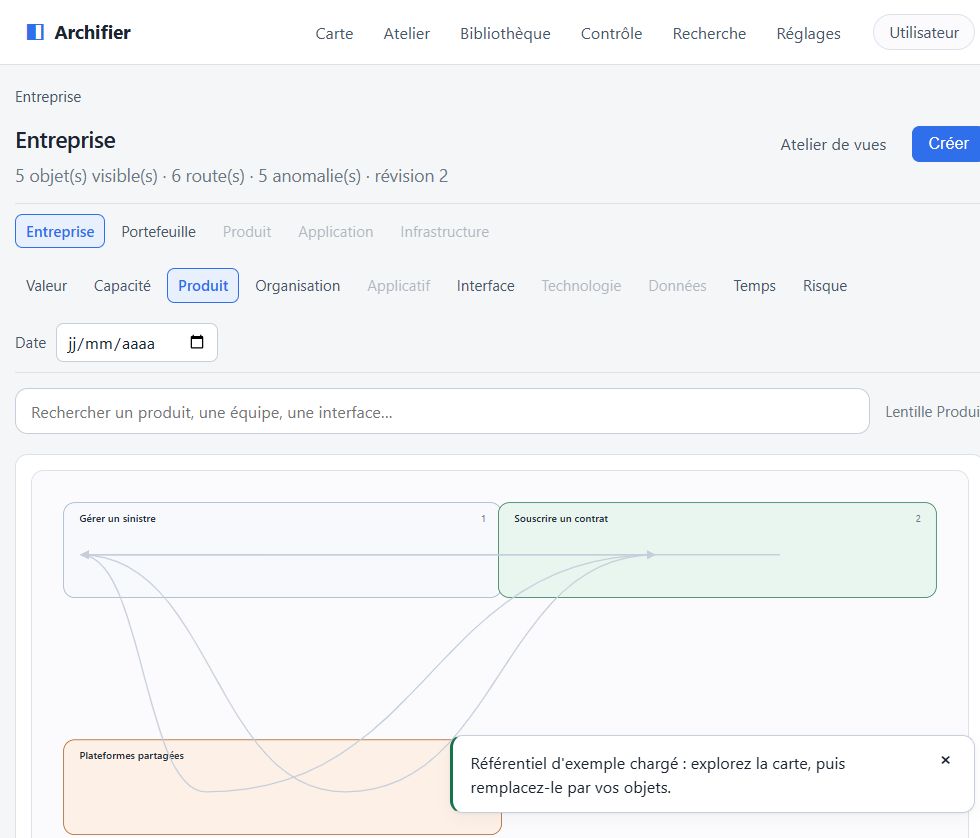 Archifier
Carte Atelier Bibliothèque Contrôle Recherche Réglages Utilisateur
Entreprise
Entreprise
Atelier de vues Créer
5 objet(s) visible(s) · 6 route(s) · 5 anomalie(s) · révision 2
Entreprise Portefeuille Produit Application Infrastructure
Valeur Capacité Produit Organisation Applicatif Interface Technologie Données Temps Risque
Date jj/mm/aaaa
Rechercher un produit, une équipe, une interface...
Lentille Produi
Gérer un sinistre 1
Souscrire un contrat 2
Plateformes partagées
Référentiel d'exemple chargé : explorez la carte, puis
remplacez-le par vos objets.
×